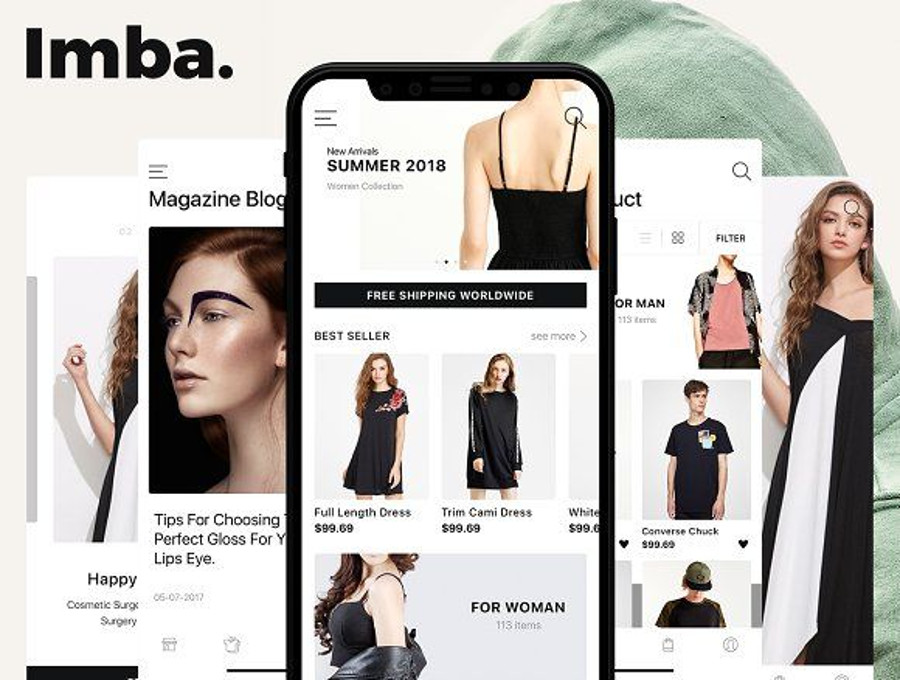 Imba.
New Arrivals
SUMMER 2018
Women Collection
FREE SHIPPING WORLDWIDE
BEST SELLER
see more
Full Length Dress
$99.69
Trim Cami Dress
$99.69
White
$99.6
FOR WOMAN
113 items
Magazine Blog
Tips For Choosing
Perfect Gloss For Y
Lips Eye.
05-07-2017
Happy
Cosmetic Surge
Surgery
uct
FILTER
OR MAN
113 items
Converse Chuck
$99.69